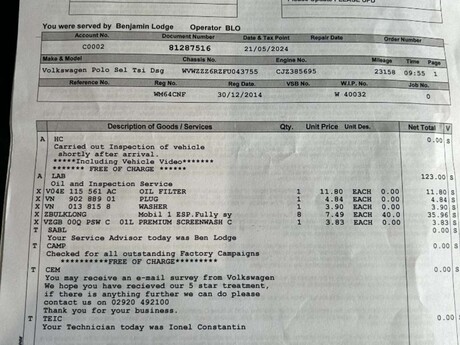 You were served by Benjamin Lodge Operator BLO
Account No. Document Number Date & Tax Point Repair Date Order Number
C0002 81287516 21/05/2024
Make & Model Chassis No. Engine No. Mileage Time Page
Volkswagen Polo Sel Tsi Dsg WVWZZZ6RZFU043755 CJZ385695 23158 09:55 1
Reference No. Reg No. Reg Date. VSB No. W.I.P. No. Job No.
WM64CNF 30/12/2014 W 40032 0
Description of Goods / Services Qty. Unit Price Unit Des. Net Total V
A HC 0.00 S
Carried out Inspection of vehicle
shortly after arrival.
*****Including Vehicle Video*******
******* FREE OF CHARGE ******
A LAB 123.00 S
Oil and Inspection Service
X V04E 115 561 AC OIL FILTER 1 11.80 EACH 0.00 11.80 S
X VN 902 889 01 PLUG 1 4.84 EACH 0.00 4.84 S
X VN 013 815 8 WASHER 1 3.90 EACH 0.00 3.90 S
X ZBULKLONG Mobil 1 ESP.Fully sy 8 7.49 EACH 40.0 35.96 S
X VZGB 00Q PSW C 01L PREMIUM SCREENWASH C 1 3.83 EACH 0.00 3.83 S
T SABL 0.00 S
Your Service Advisor today was Ben Lodge
T CAMP 0.00 S
Checked for all outstanding Factory Campaigns
**********FREE OF CHARGE**********
T CEM 0.00 S
You may receive an e-mail survey from Volkswagen
We hope you have recieved our 5 star treatment,
if there is anything further we can do please
contact us on 02920 492100
Thank you for your business.
T TEIC 0.00 S
Your Technician today was Ionel Constantin